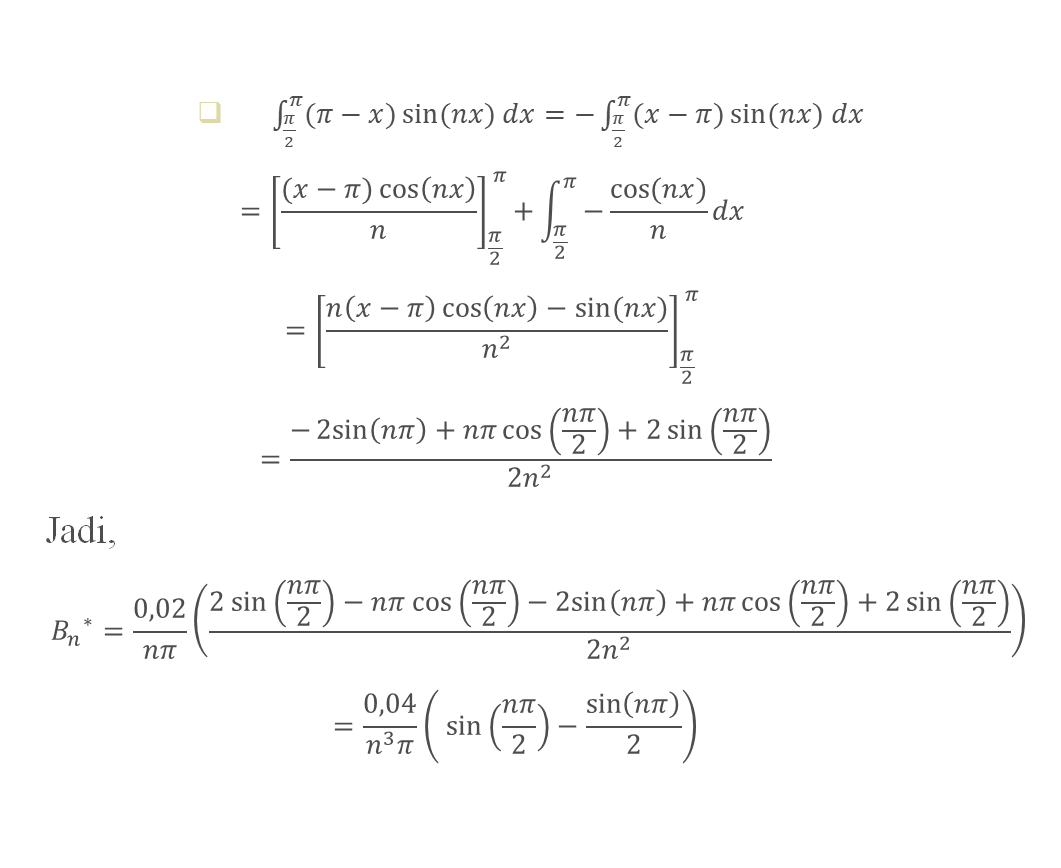 ❑ ∫_{π/2}^{π} (π − x) sin(nx) dx = − ∫_{π/2}^{π} (x − π) sin(nx) dx
= [(x − π) cos(nx)/n]_{π/2}^{π} + ∫_{π/2}^{π} − cos(nx)/n dx
= [(n(x − π) cos(nx) − sin(nx))/n²]_{π/2}^{π}
= (− 2sin(nπ) + nπ cos(nπ/2) + 2 sin(nπ/2))/2n²
Jadi,
Bₙ* = 0,02/nπ ((2 sin(nπ/2) − nπ cos(nπ/2) − 2sin(nπ) + nπ cos(nπ/2) + 2 sin(nπ/2))/2n²)
= 0,04/n³π (sin(nπ/2) − sin(nπ)/2)